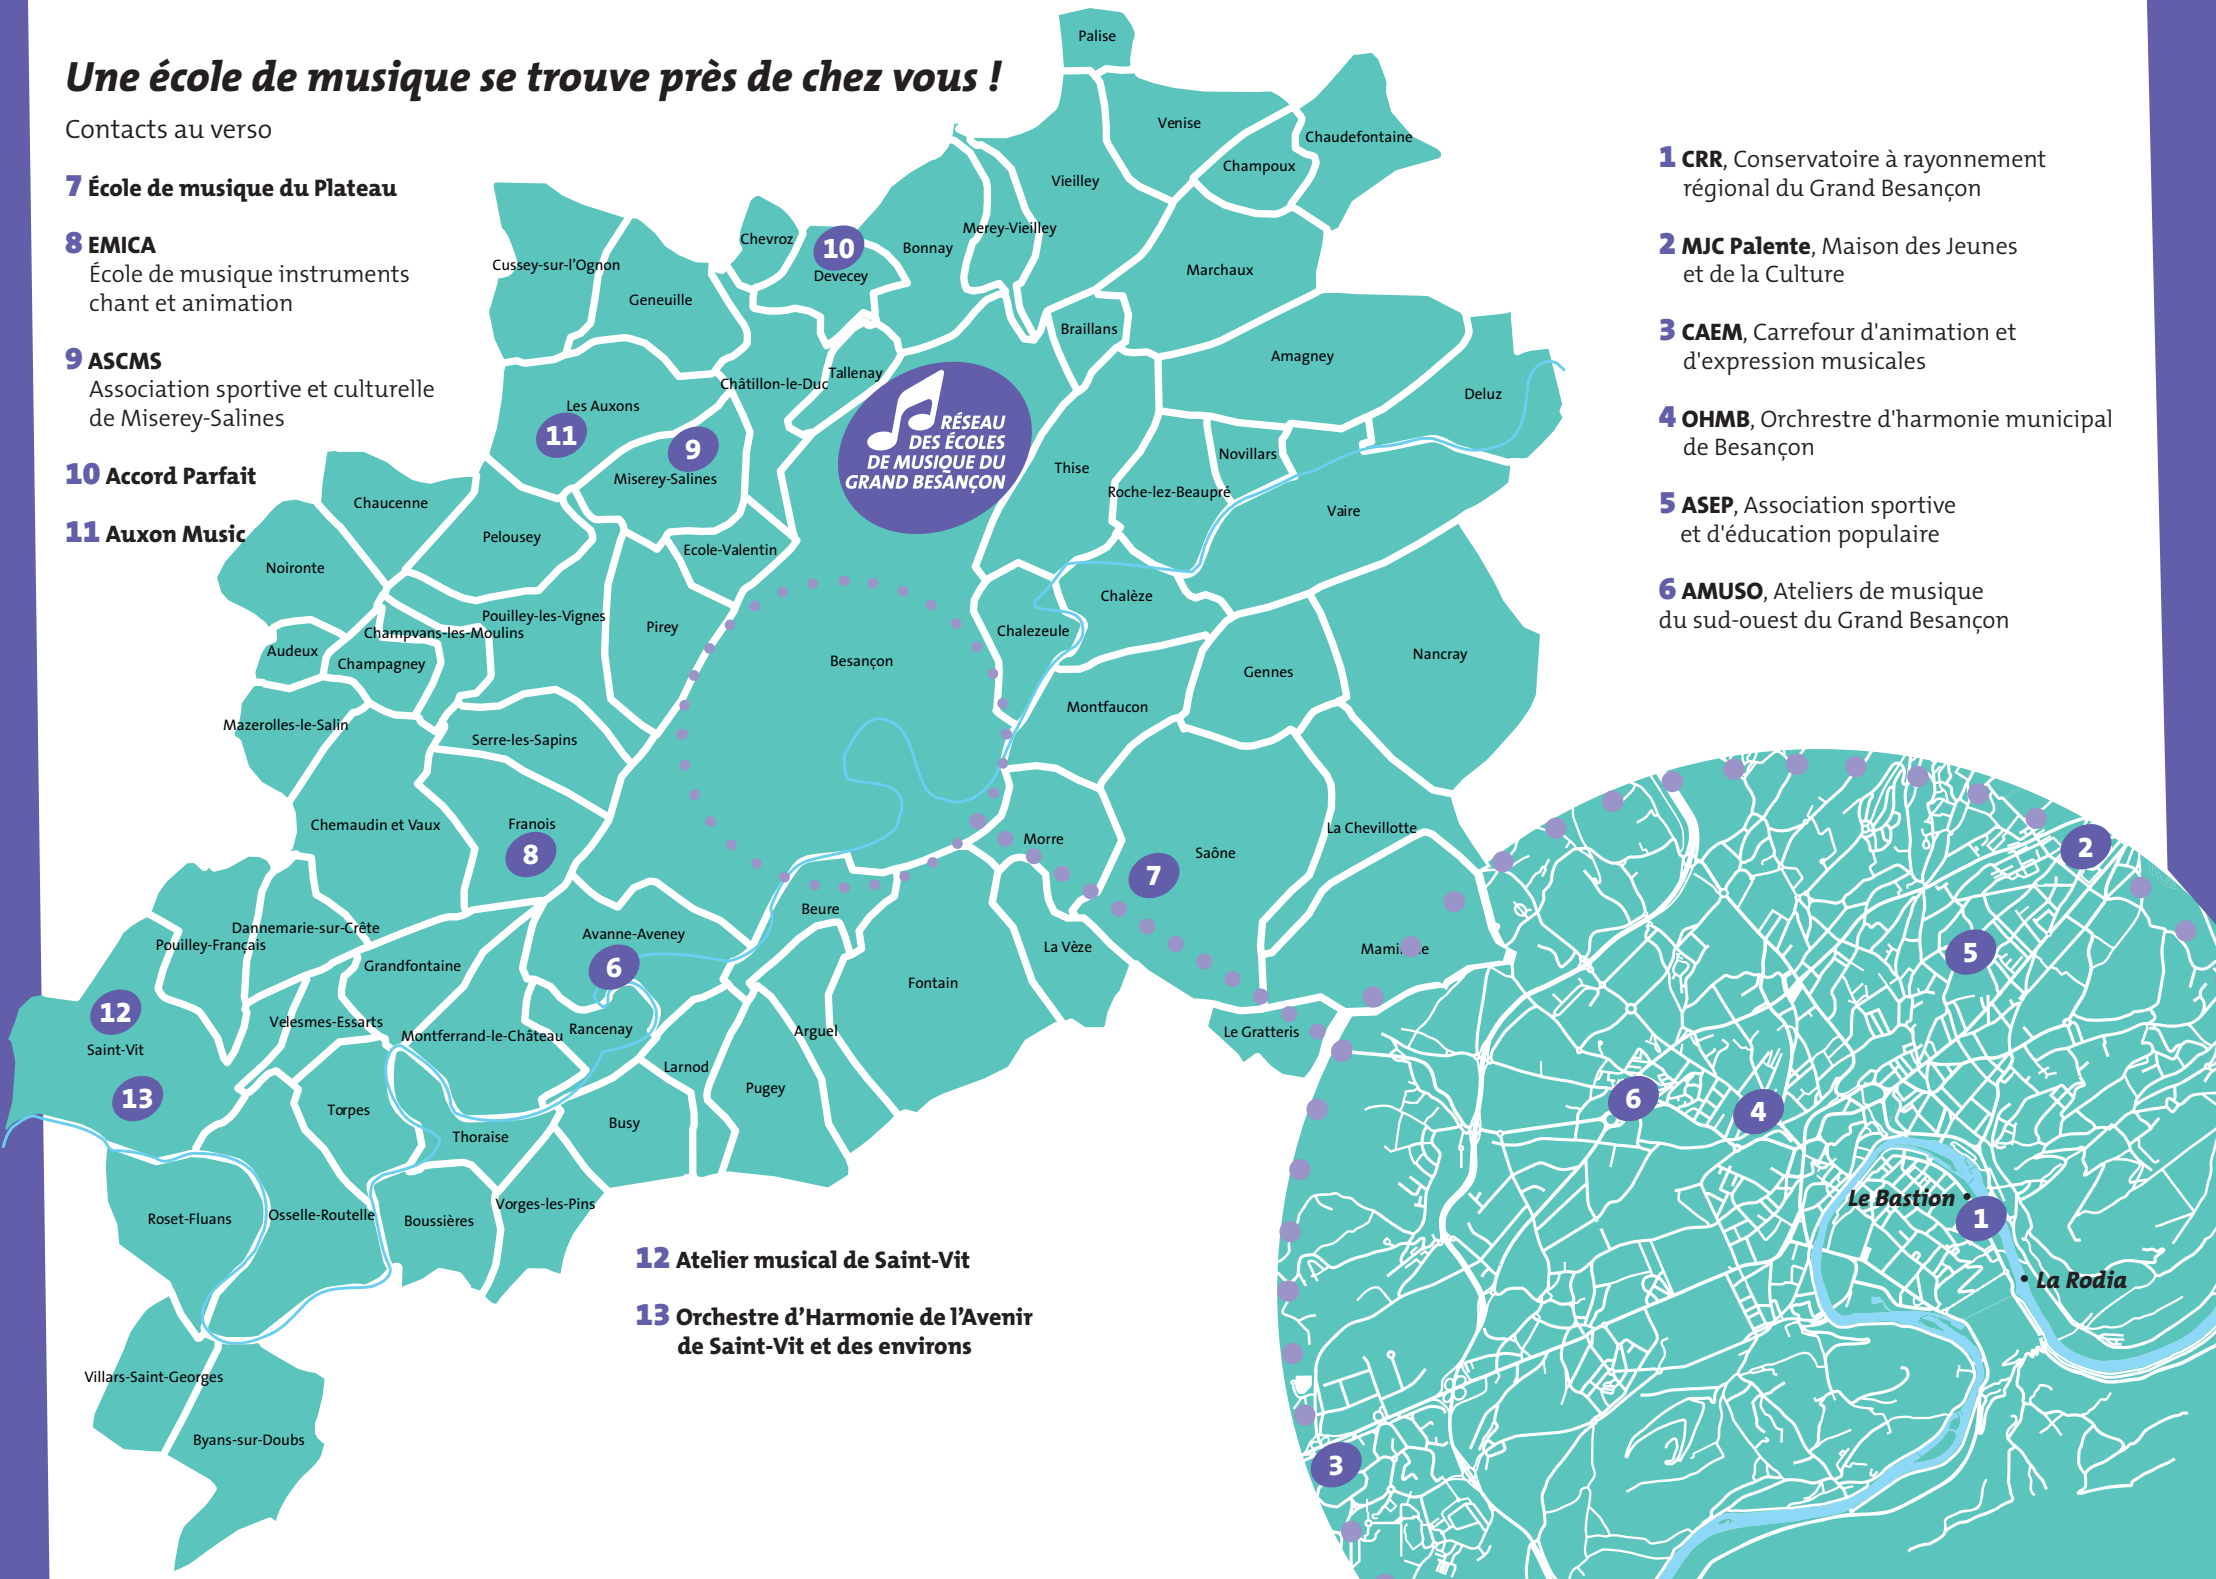 Une école de musique se trouve près de chez vous !
Contacts au verso
7 École de musique du Plateau
8 EMICA
École de musique instruments
chant et animation
9 ASCMS
Association sportive et culturelle
de Miserey-Salines
10 Accord Parfait
11 Auxon Music
1 CRR, Conservatoire à rayonnement
régional du Grand Besançon
2 MJC Palente, Maison des Jeunes
et de la Culture
3 CAEM, Carrefour d'animation et
d'expression musicales
4 OHMB, Orchrestre d'harmonie municipal
de Besançon
5 ASEP, Association sportive
et d'éducation populaire
6 AMUSO, Ateliers de musique
du sud-ouest du Grand Besançon
12 Atelier musical de Saint-Vit
13 Orchestre d’Harmonie de l’Avenir
de Saint-Vit et des environs
RÉSEAU
DES ÉCOLES
DE MUSIQUE DU
GRAND BESANÇON
Palise
Venise
Chaudefontaine
Champoux
Vieilley
Merey-Vieilley
Chevroz
10
Bonnay
Devecey
Cussey-sur-l’Ognon
Geneuille
Marchaux
Braillans
Amagney
Deluz
Tallenay
Châtillon-le-Duc
Les Auxons
11
9
Miserey-Salines
Novillars
Thise
Roche-lez-Beaupré
Vaire
Chaucenne
Pelousey
Ecole-Valentin
Noironte
Chalèze
Pouilley-les-Vignes
Pirey
Champvans-les-Moulins
Chalezeule
Audeux
Champagney
Besançon
Nancray
Gennes
Montfaucon
Mazerolles-le-Salin
Serre-les-Sapins
Chemaudin et Vaux
Franois
8
La Chevillotte
Morre
Saône
7
Beure
Dannemarie-sur-Crête
Pouilley-Français
Avanne-Aveney
6
La Vèze
Grandfontaine
Fontain
12
Saint-Vit
13
Velesmes-Essarts
Montferrand-le-Château
Rancenay
Arguel
Le Gratteris
Larnod
Pugey
Torpes
Thoraise
Busy
Roset-Fluans
Osselle-Routelle
Boussières
Vorges-les-Pins
Villars-Saint-Georges
Byans-sur-Doubs
2
5
6
4
Le Bastion
1
La Rodia
3